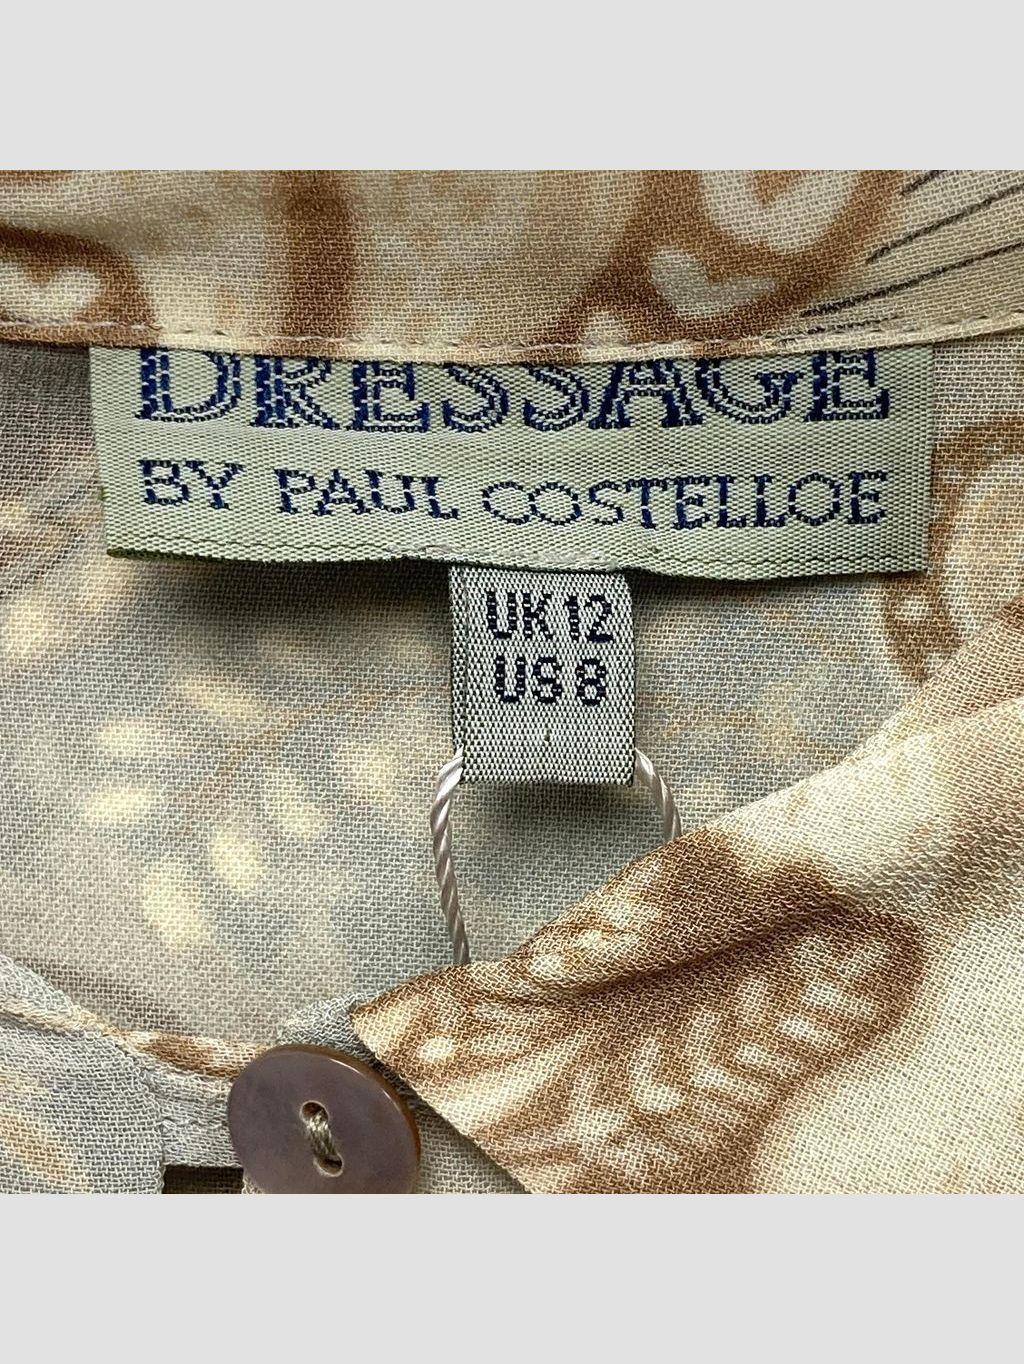 DRESSAGE
BY PAUL COSTELLOE
UK 12
US 8